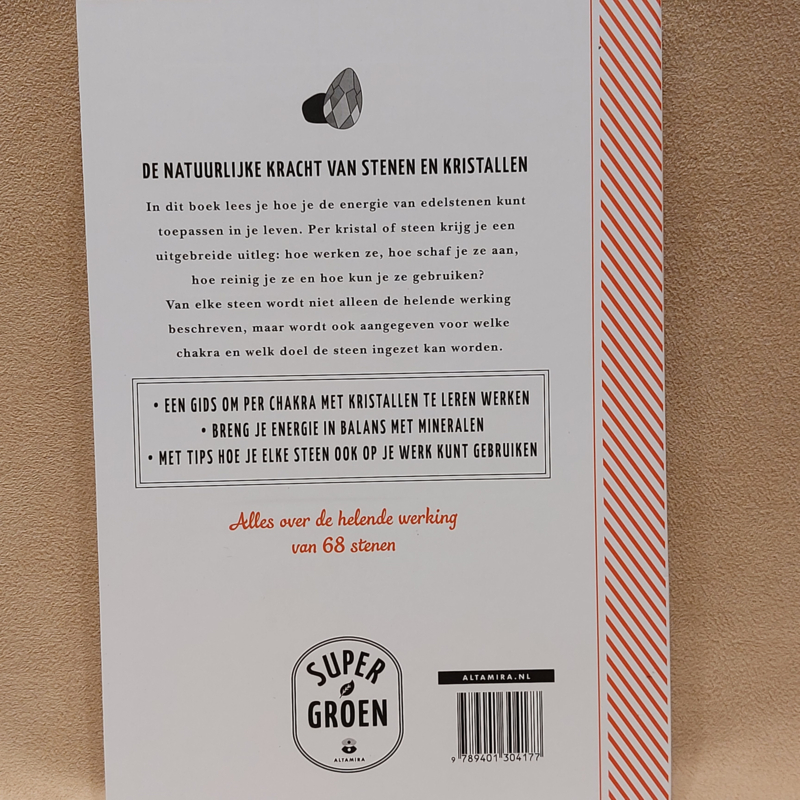 DE NATUURLIJKE KRACHT VAN STENEN EN KRISTALLEN
In dit boek lees je hoe je de energie van edelstenen kunt
toepassen in je leven. Per kristal of steen krijg je een
uitgebreide uitleg: hoe werken ze, hoe schaf je ze aan,
hoe reinig je ze en hoe kun je ze gebruiken?
Van elke steen wordt niet alleen de helende werking
beschreven, maar wordt ook aangegeven voor welke
chakra en welk doel de steen ingezet kan worden.
• EEN GIDS OM PER CHAKRA MET KRISTALLEN TE LEREN WERKEN
• BRENG JE ENERGIE IN BALANS MET MINERALEN
• MET TIPS HOE JE ELKE STEEN OOK OP JE WERK KUNT GEBRUIKEN
Alles over de helende werking
van 68 stenen
SUPER
GROEN
ALTAMIRA
ALTAMIRA.NL
9 789401 304177